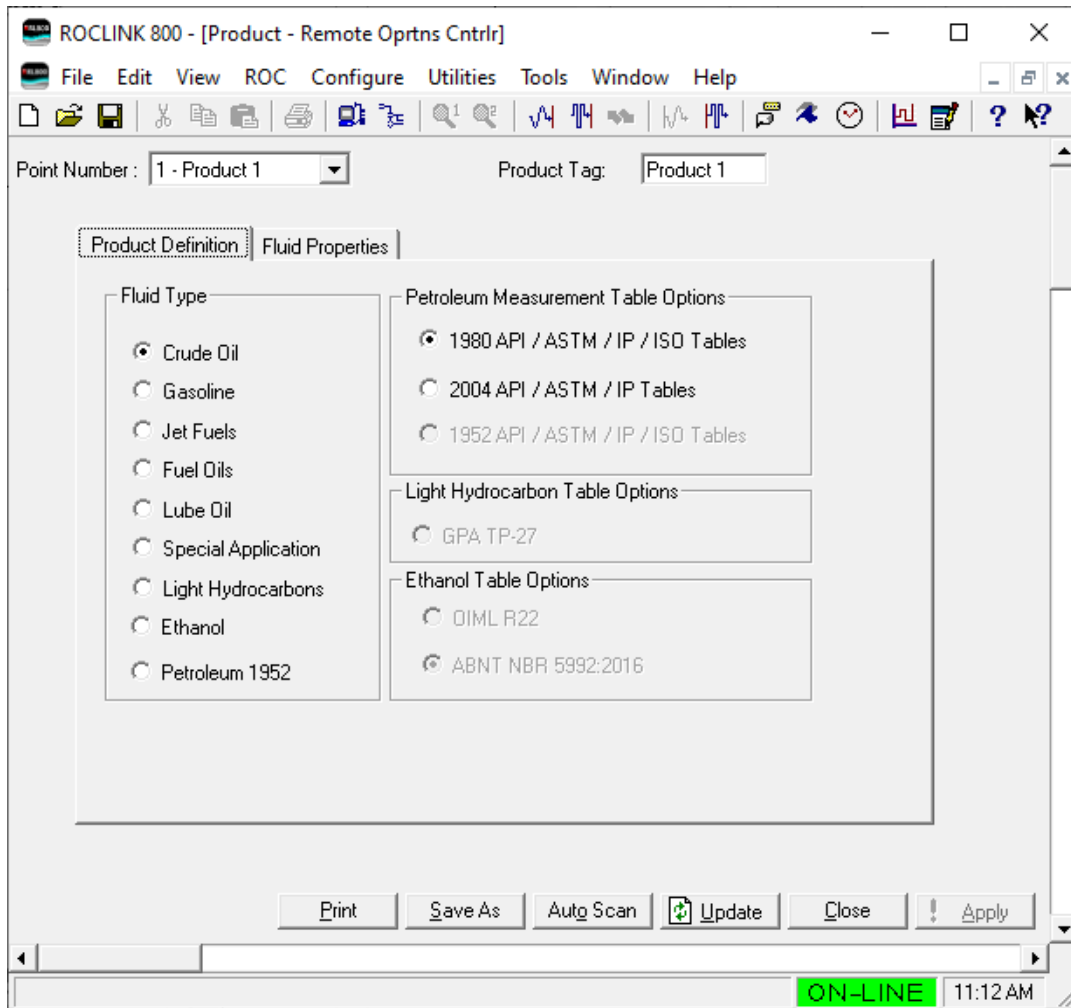 ROCLINK 800 - [Product - Remote Oprtns Cntrlr]
File Edit View ROC Configure Utilities Tools Window Help
Point Number : 1 - Product 1 Product Tag: Product 1
Product Definition Fluid Properties
Fluid Type
Crude Oil
Gasoline
Jet Fuels
Fuel Oils
Lube Oil
Special Application
Light Hydrocarbons
Ethanol
Petroleum 1952
Petroleum Measurement Table Options
1980 API / ASTM / IP / ISO Tables
2004 API / ASTM / IP Tables
1952 API / ASTM / IP / ISO Tables
Light Hydrocarbon Table Options
GPA TP-27
Ethanol Table Options
OIML R22
ABNT NBR 5992:2016
Print Save As Auto Scan Update Close ! Apply
ON-LINE 11:12 AM